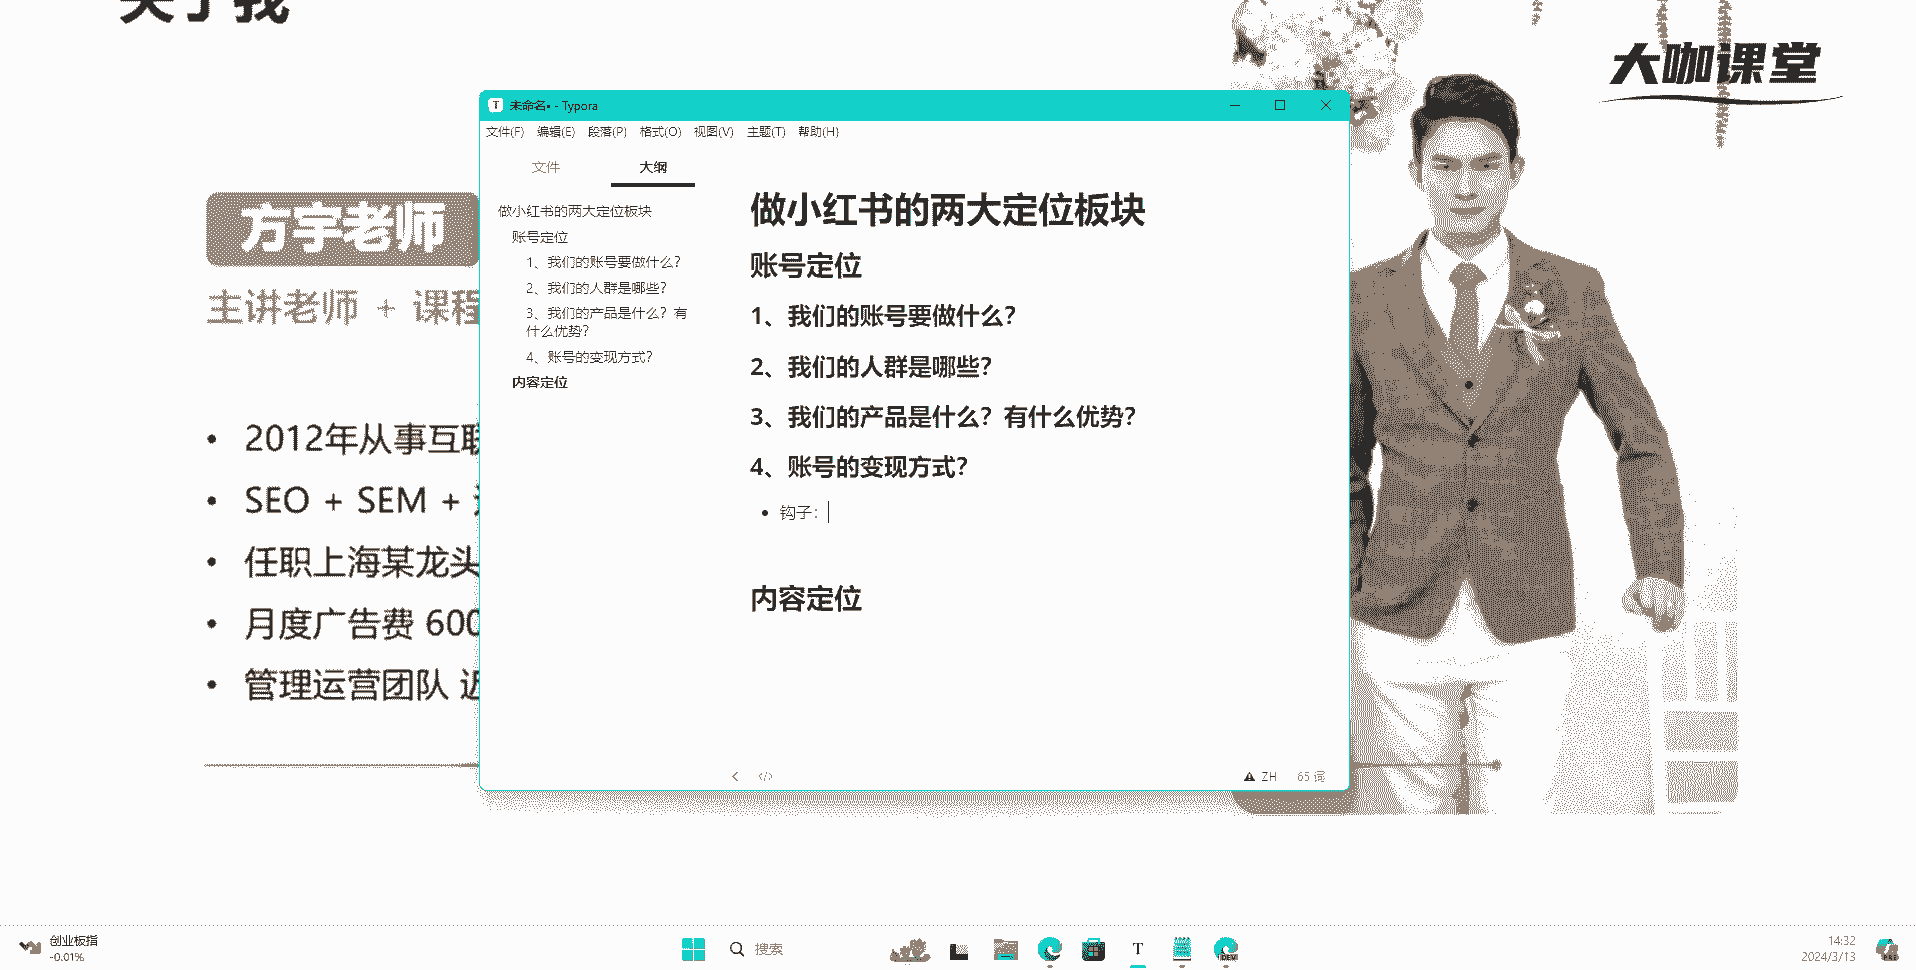 关于我
大咖课堂
方宇老师
主讲老师 + 课程
• 2012年从事互联
• SEO + SEM +
• 任职上海某龙头
• 月度广告费 600
• 管理运营团队 近
未命名• - Typora
文件(F) 编辑(E) 段落(P) 格式(O) 视图(V) 主题(T) 帮助(H)
文件 大纲
做小红书的两大定位板块
账号定位
1、我们的账号要做什么？
2、我们的人群是哪些？
3、我们的产品是什么？有
什么优势？
4、账号的变现方式？
内容定位
做小红书的两大定位板块
账号定位
1、我们的账号要做什么？
2、我们的人群是哪些？
3、我们的产品是什么？有什么优势？
4、账号的变现方式？
• 钩子：
内容定位
ZH 65 词
创业板指
-0.01%
搜索
14:32
2024/3/13